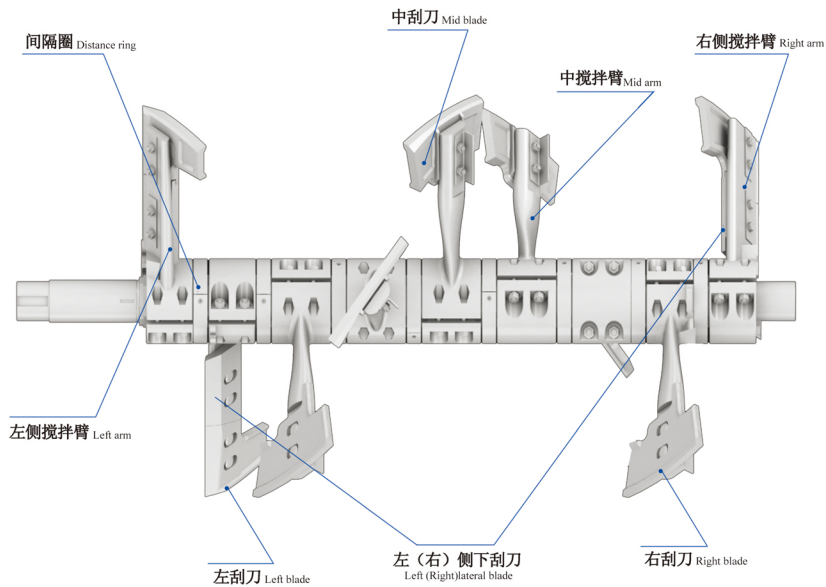 中刮刀 Mid blade
间隔圈 Distance ring
右侧搅拌臂 Right arm
中搅拌臂 Mid arm
左侧搅拌臂 Left arm
左（右）侧下刮刀
Left (Right)lateral blade
右刮刀 Right blade
左刮刀 Left blade